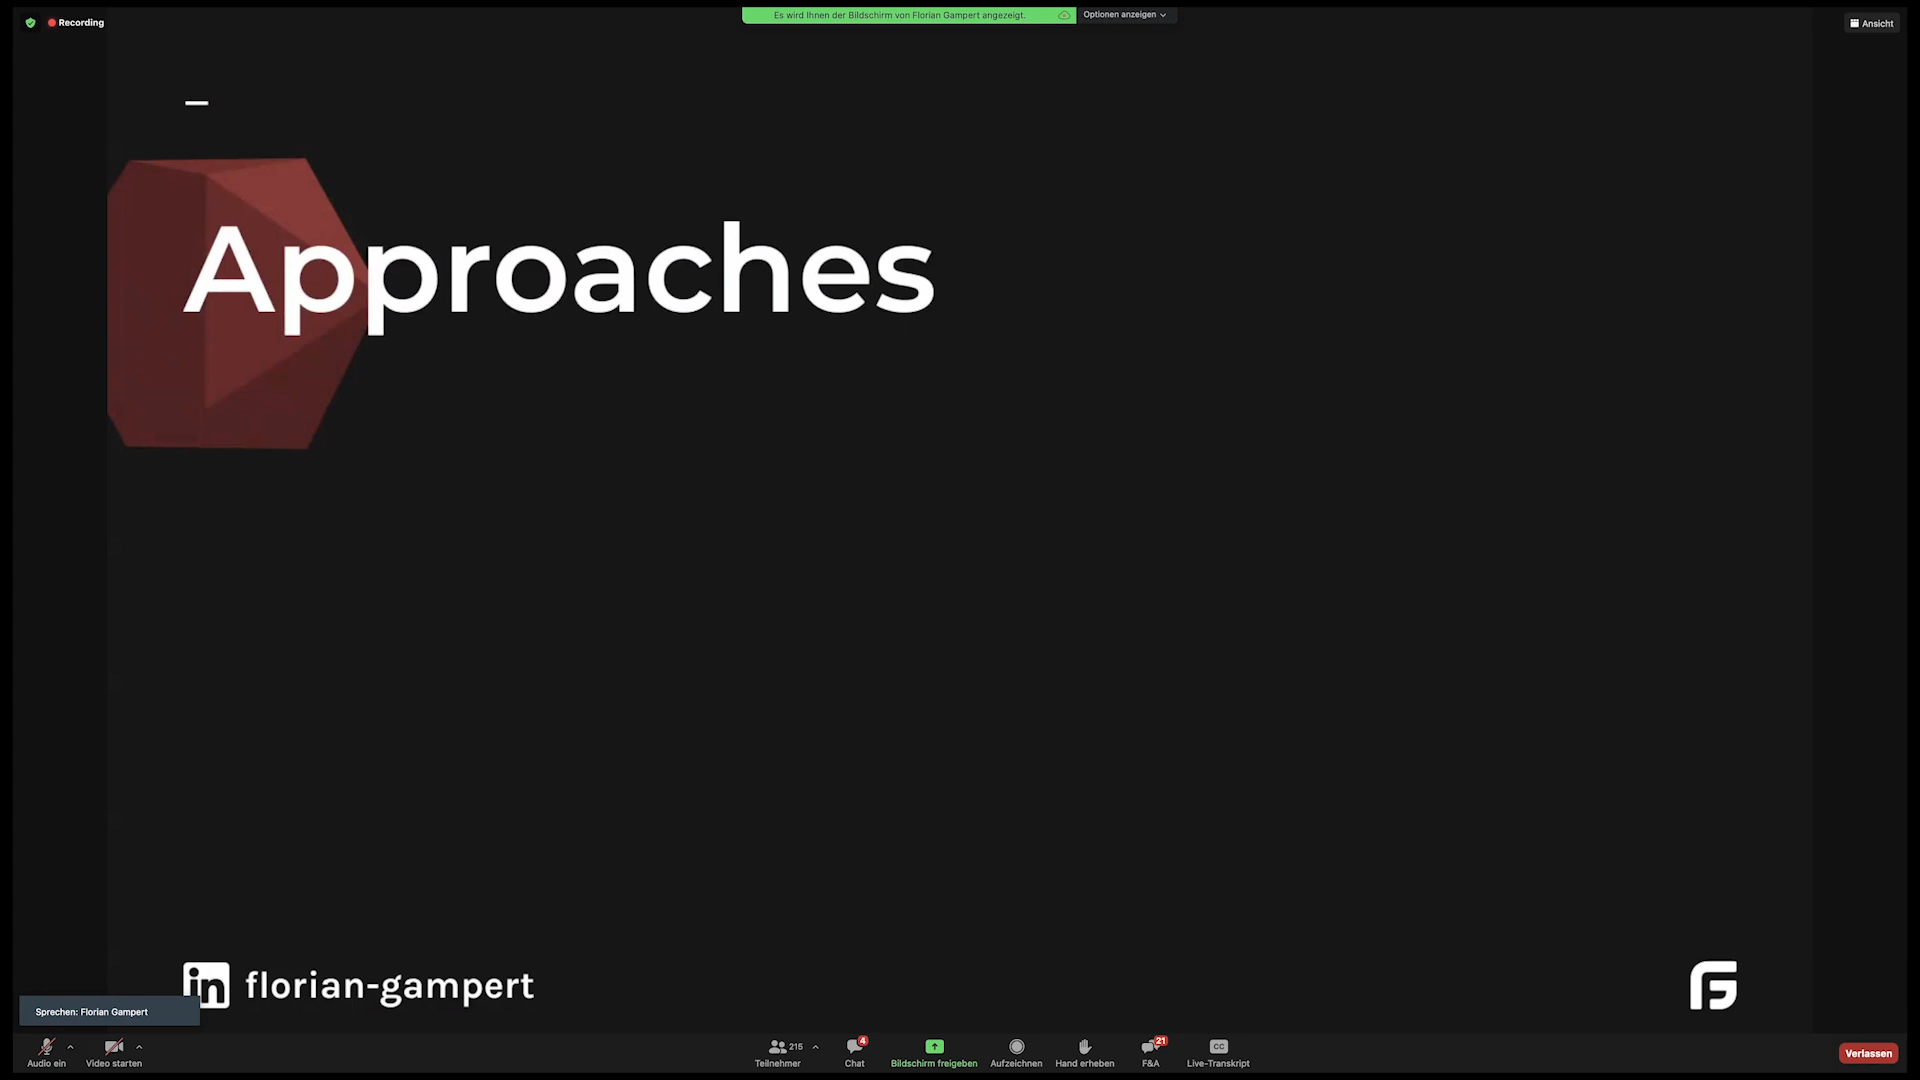 Recording
Es wird Ihnen der Bildschirm von Florian Gampert angezeigt.
Optionen anzeigen
Ansicht
Approaches
in florian-gampert
Sprechen: Florian Gampert
Audio ein
Video starten
215
Teilnehmer
4
Chat
Bildschirm freigeben
Aufzeichnen
Hand erheben
21
F&A
CC
Live-Transkript
Verlassen